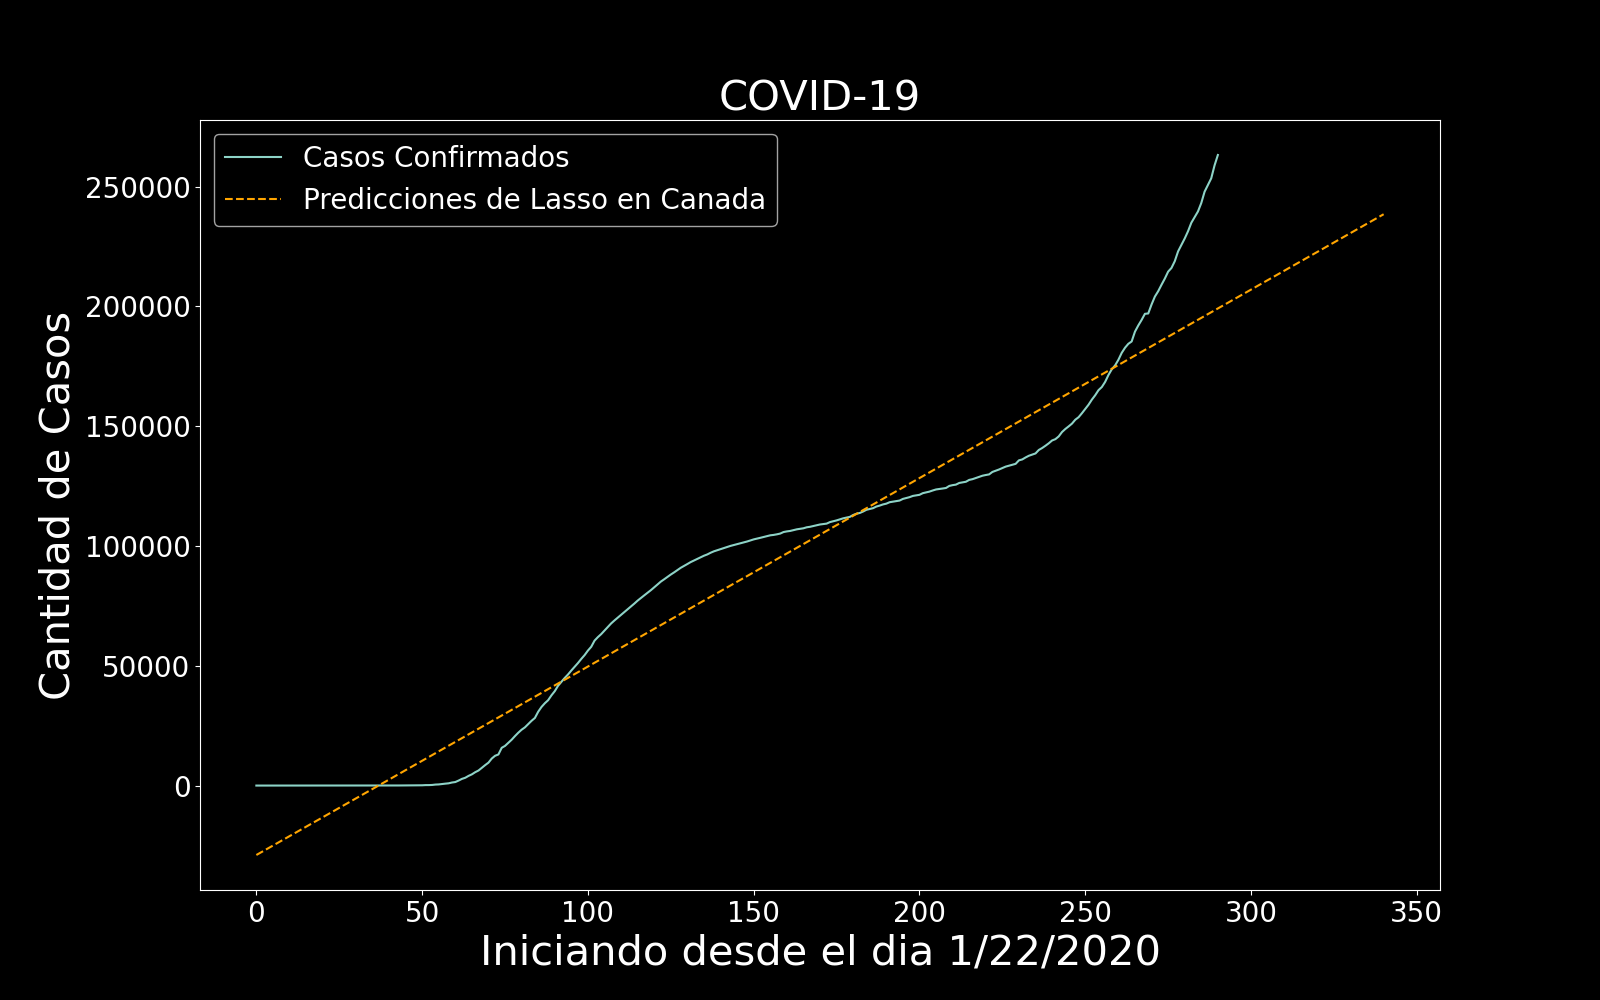 COVID-19
Casos Confirmados
Predicciones de Lasso en Canada
Cantidad de Casos
250000
200000
150000
100000
50000
0
0 50 100 150 200 250 300 350
Iniciando desde el dia 1/22/2020